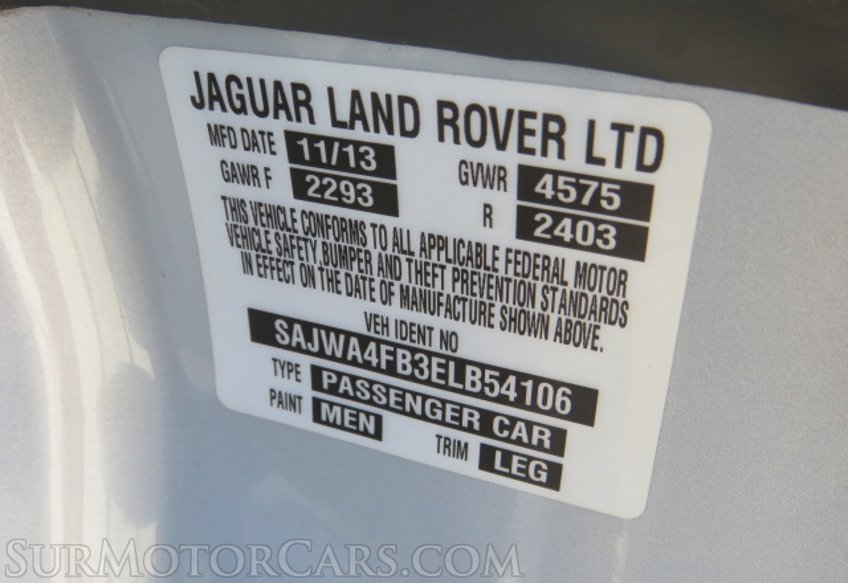 JAGUAR LAND ROVER LTD
MFD DATE 11/13 GVWR 4575
GAWR F 2293 R 2403
THIS VEHICLE CONFORMS TO ALL APPLICABLE FEDERAL MOTOR
VEHICLE SAFETY,BUMPER AND THEFT PREVENTION STANDARDS
IN EFFECT ON THE DATE OF MANUFACTURE SHOWN ABOVE.
VEH IDENT NO
SAJWA4FB3ELB54106
TYPE PASSENGER CAR
PAINT MEN TRIM LEG
SURMOTORCARS.COM